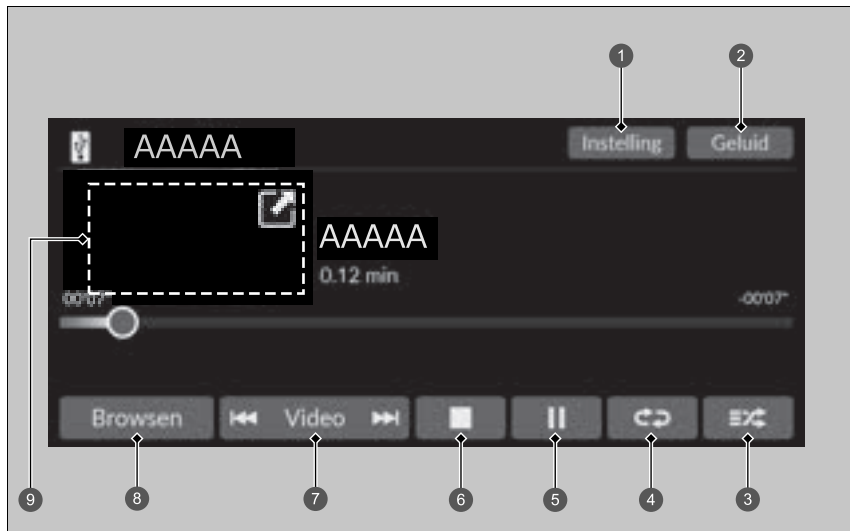 1 2
AAAAA Instelling Geluid
AAAAA
0.12 min
00'07" -00'07"
Browsen Video
9 8 7 6 5 4 3